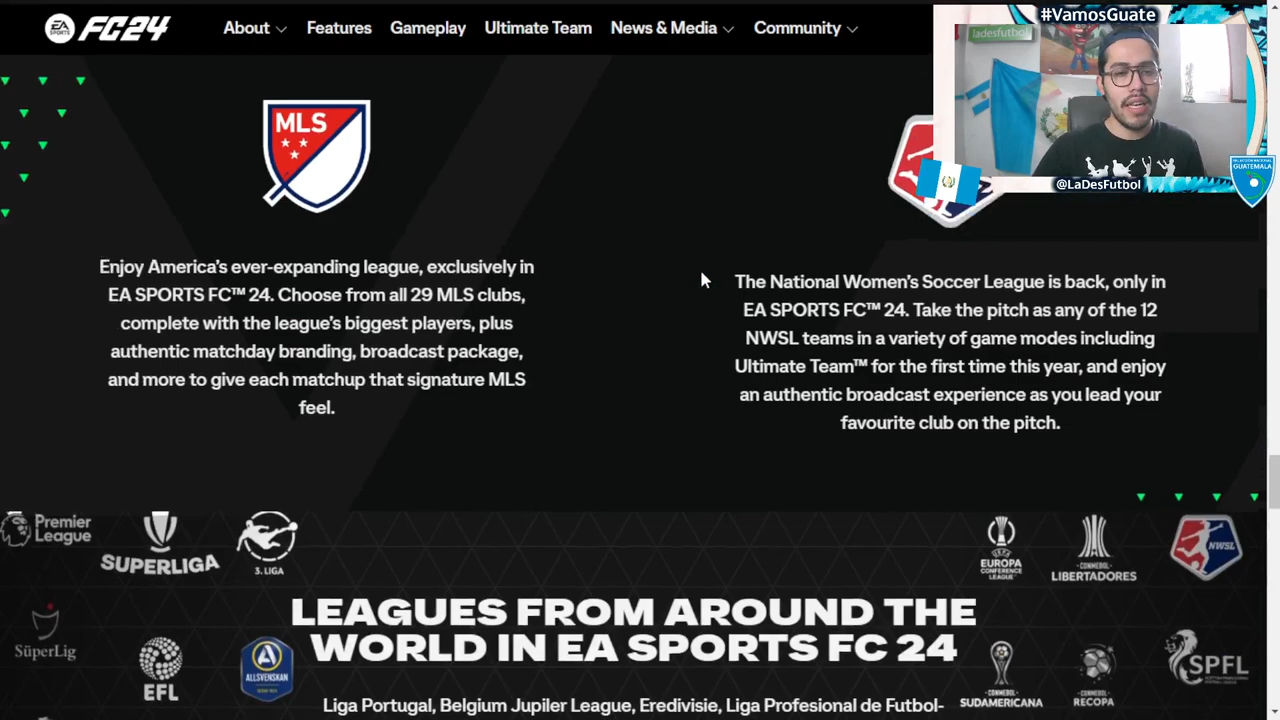 EA SPORTS FC24 About Features Gameplay Ultimate Team News & Media Community
#VamosGuate
ladesfutbol
@LaDesFutbol
GUATEMALA
MLS
Enjoy America's ever-expanding league, exclusively in
EA SPORTS FC™ 24. Choose from all 29 MLS clubs,
complete with the league's biggest players, plus
authentic matchday branding, broadcast package,
and more to give each matchup that signature MLS
feel.
The National Women's Soccer League is back, only in
EA SPORTS FC™ 24. Take the pitch as any of the 12
NWSL teams in a variety of game modes including
Ultimate Team™ for the first time this year, and enjoy
an authentic broadcast experience as you lead your
favourite club on the pitch.
Premier
League
SUPERLIGA
3. LIGA
EUROPA
CONFERENCE
LEAGUE
CONMEBOL
LIBERTADORES
NWSL
LEAGUES FROM AROUND THE
WORLD IN EA SPORTS FC 24
SüperLig
EFL
ALLSVENSKAN
CONMEBOL
SUDAMERICANA
CONMEBOL
RECOPA
SPFL
Liga Portugal, Belgium Jupiler League, Eredivisie, Liga Profesional de Futbol-